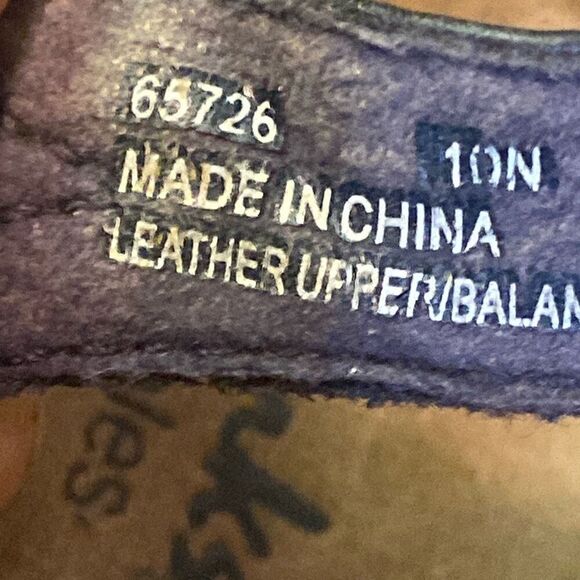 65726 10N
MADE IN CHINA
LEATHER UPPER/BALAN